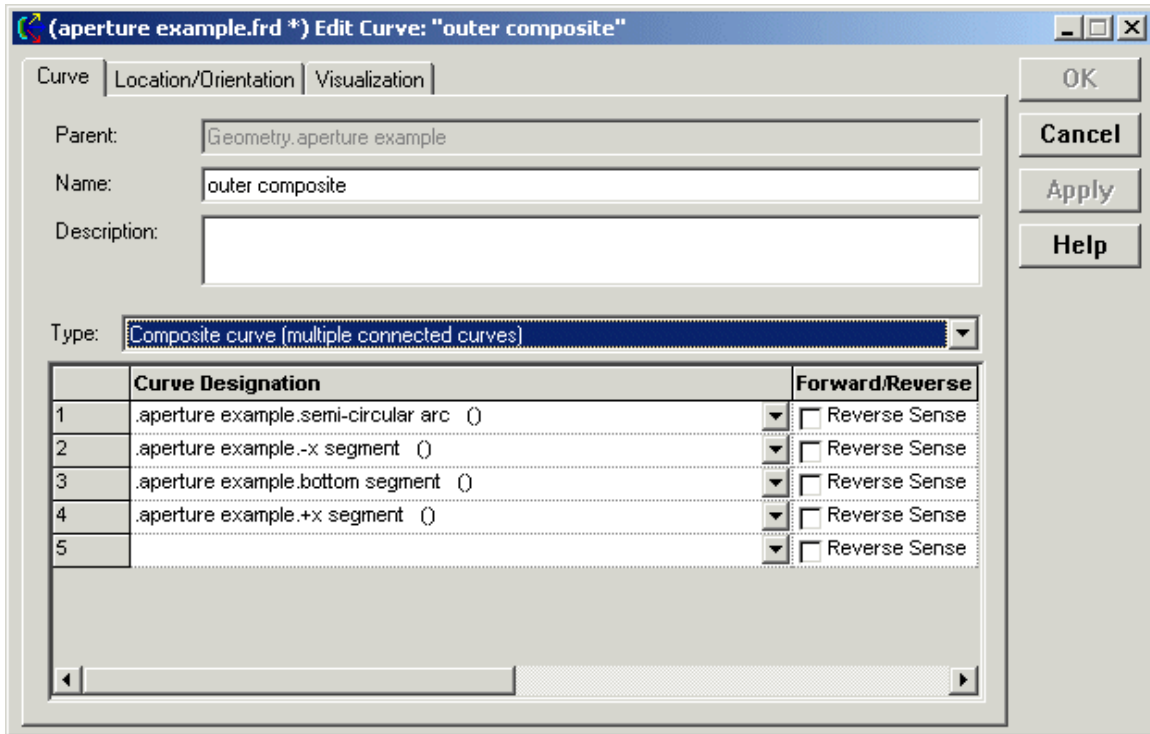 (aperture example.frd *) Edit Curve: "outer composite"
Curve Location/Orientation Visualization OK
Parent: Geometry.aperture example Cancel
Name: outer composite Apply
Description: Help
Type: Composite curve (multiple connected curves)
Curve Designation Forward/Reverse
1 .aperture example.semi-circular arc () Reverse Sense
2 .aperture example.-x segment () Reverse Sense
3 .aperture example.bottom segment () Reverse Sense
4 .aperture example.+x segment () Reverse Sense
5 Reverse Sense